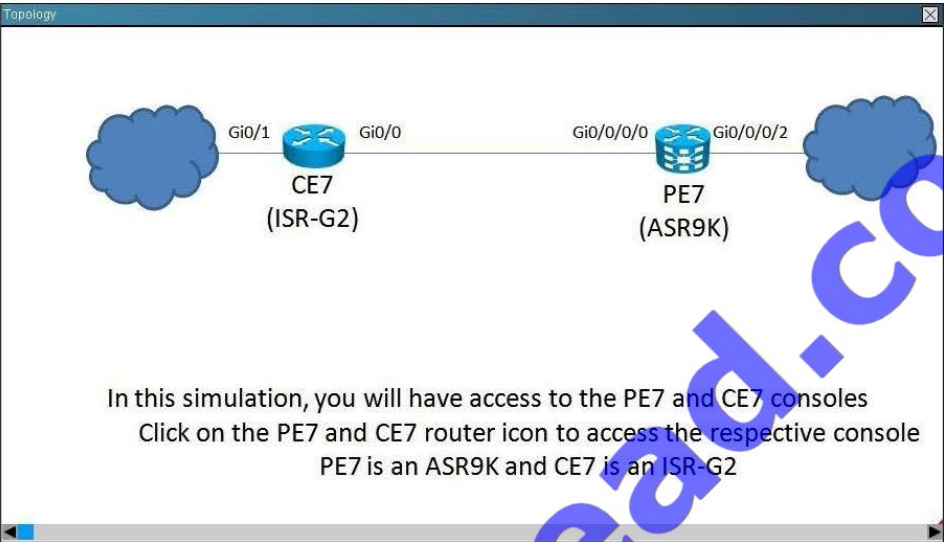 Topology
Gi0/1 Gi0/0 Gi0/0/0/0 Gi0/0/0/2
CE7 PE7
(ISR-G2) (ASR9K)
In this simulation, you will have access to the PE7 and CE7 consoles
Click on the PE7 and CE7 router icon to access the respective console
PE7 is an ASR9K and CE7 is an ISR-G2
ead.co